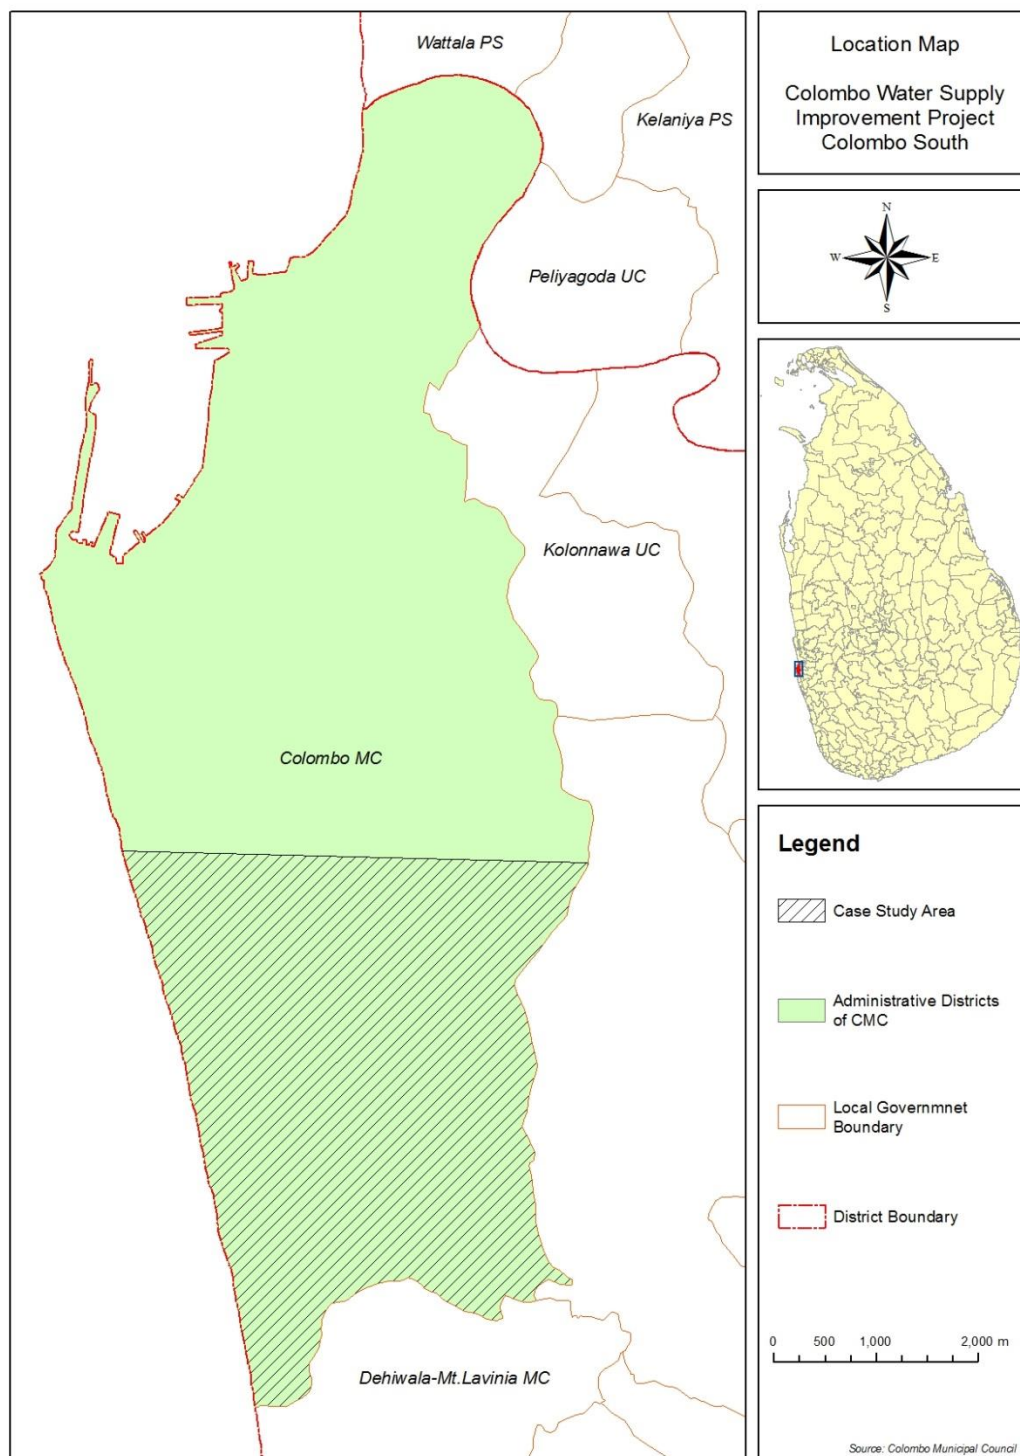 Wattala PS
Kelaniya PS
Peliyagoda UC
Kolonnawa UC
Colombo MC
Dehiwala-Mt.Lavinia MC
Location Map
Colombo Water Supply
Improvement Project
Colombo South
N
W
E
S
Legend
Case Study Area
Administrative Districts
of CMC
Local Governmnet
Boundary
District Boundary
0 500 1,000 2,000 m
Source: Colombo Municipal Council